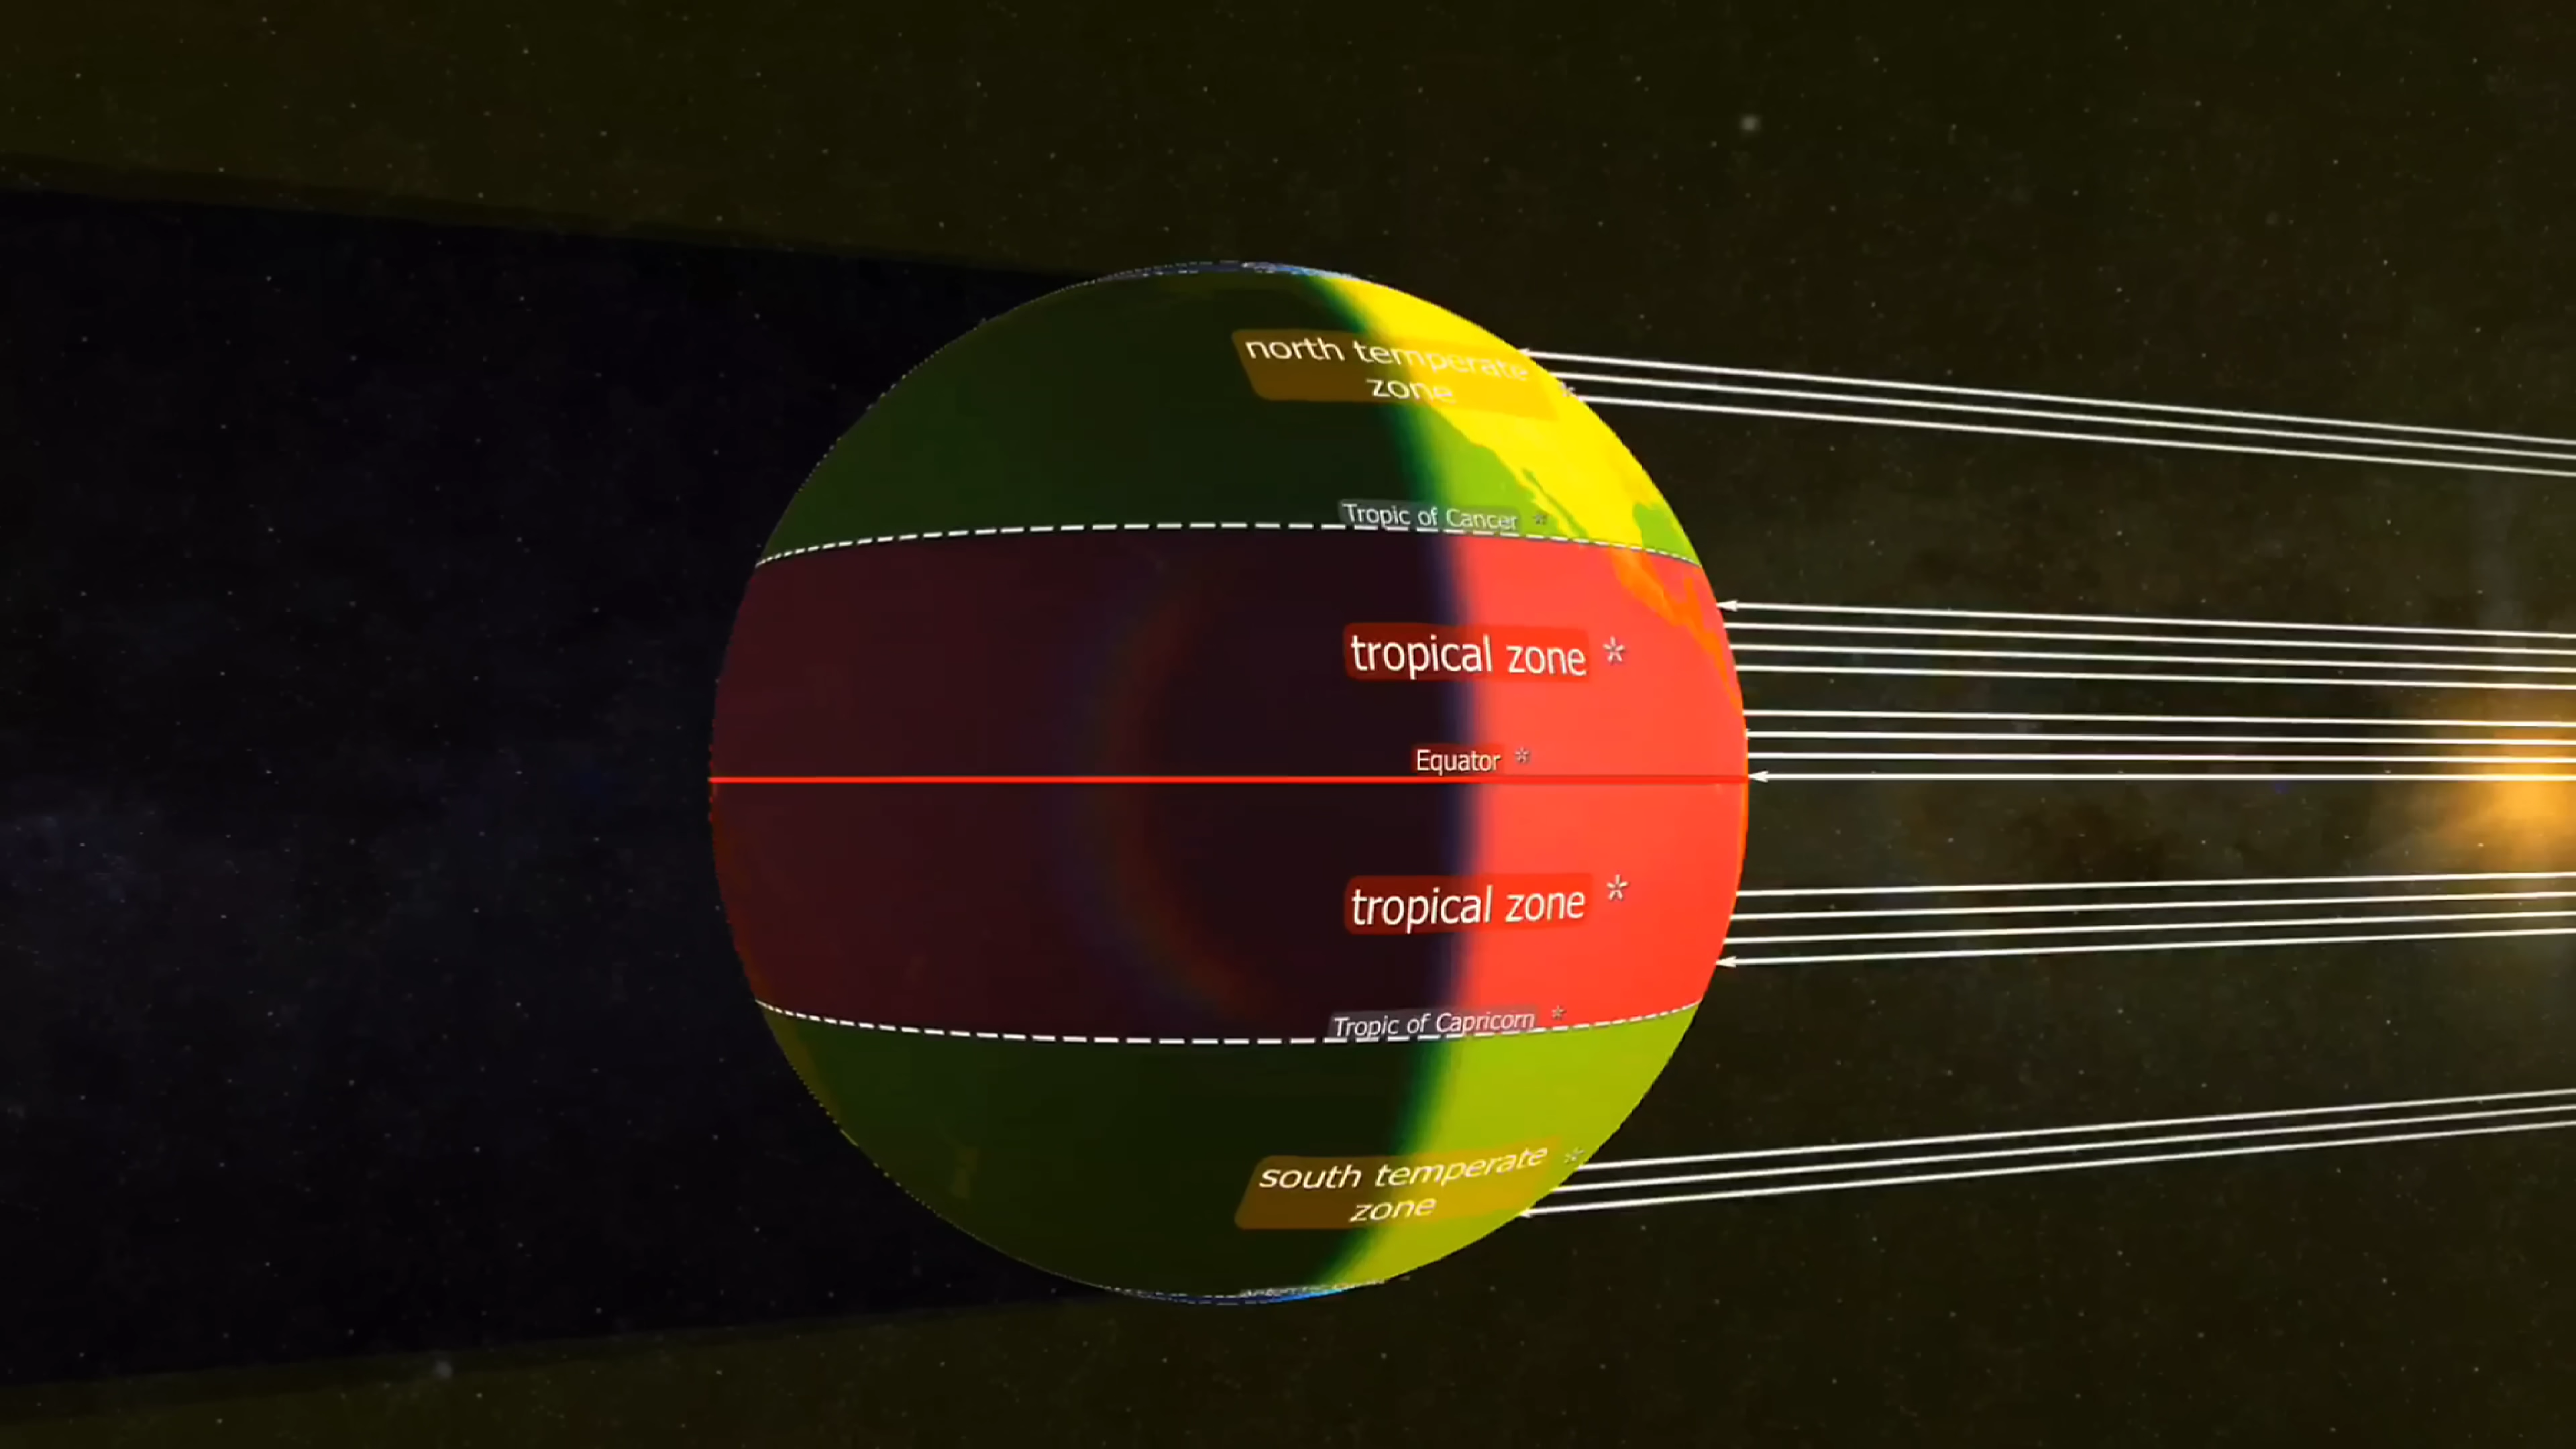 north temperate
zone *
Tropic of Cancer *
tropical zone *
Equator *
tropical zone *
Tropic of Capricorn *
south temperate *
zone